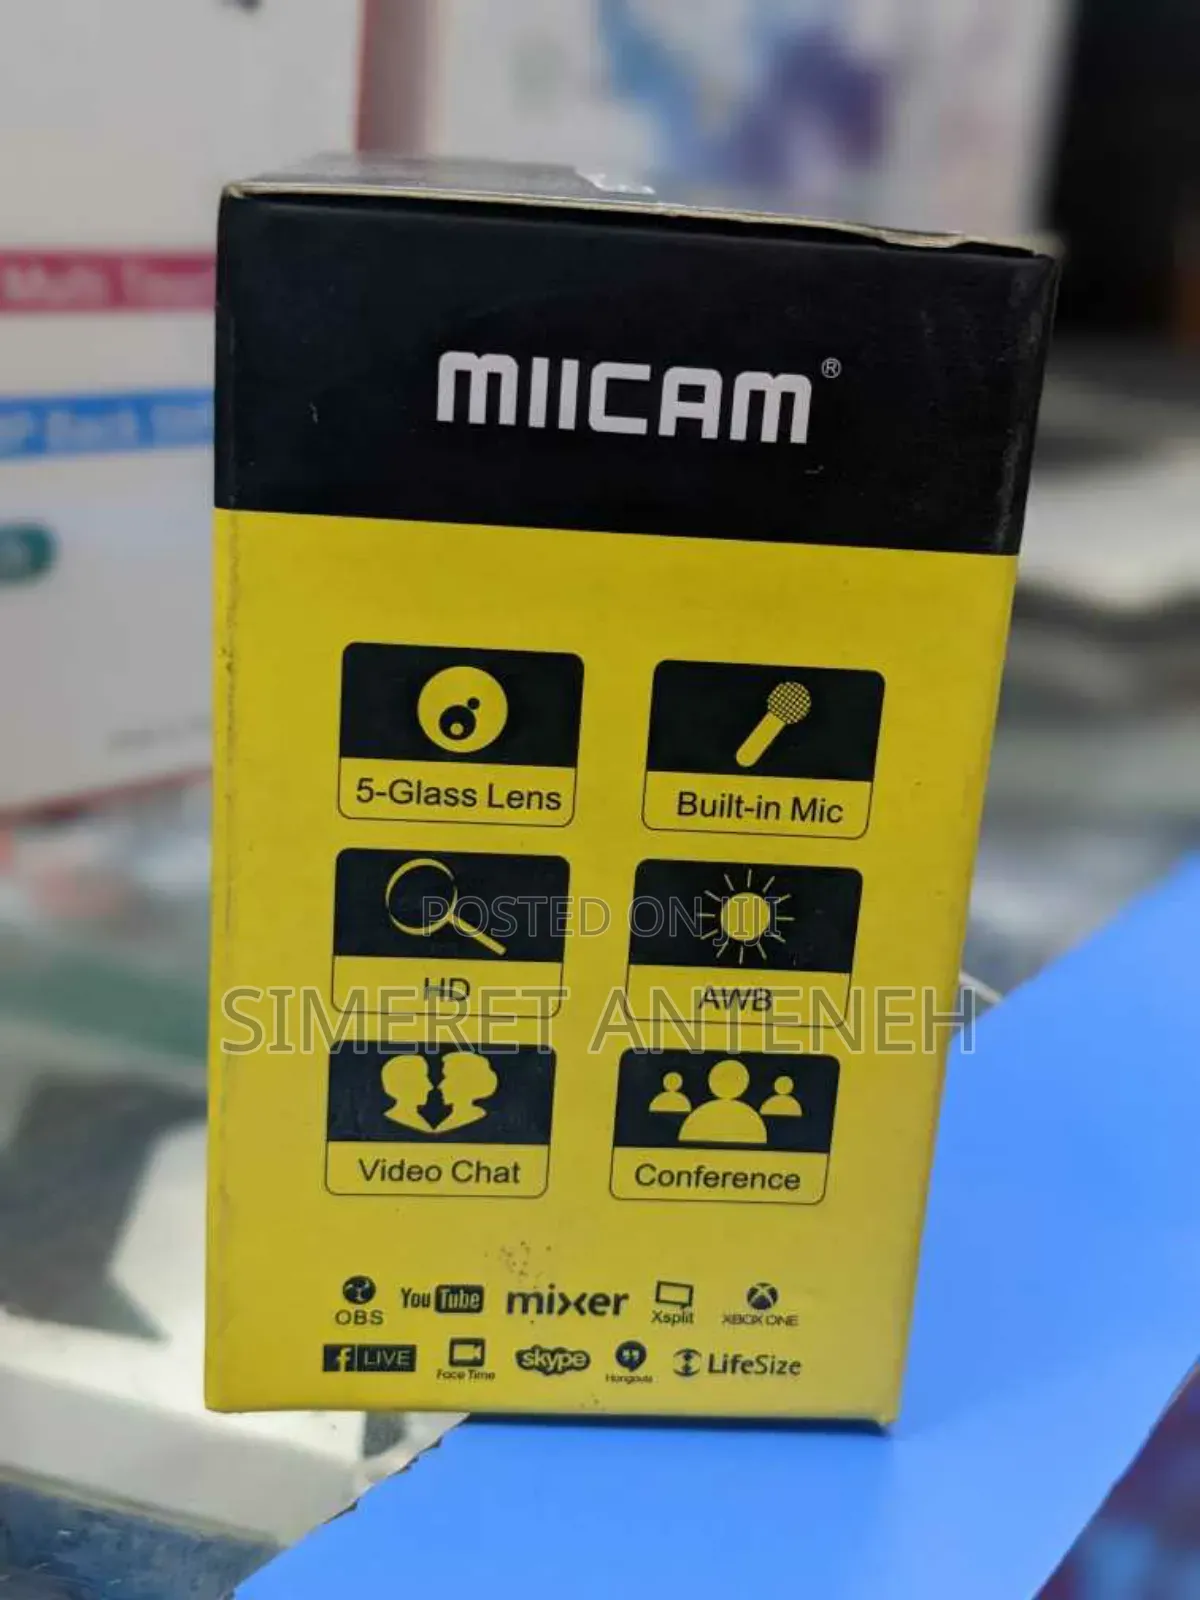 MIICAM®
5-Glass Lens
Built-in Mic
POSTED ON JIJI
HD
AWB
SIMERET ANTENEH
Video Chat
Conference
OBS
YouTube
mixer
Xsplit
XBOX ONE
f LIVE
Face Time
skype
Hangouts
LifeSize